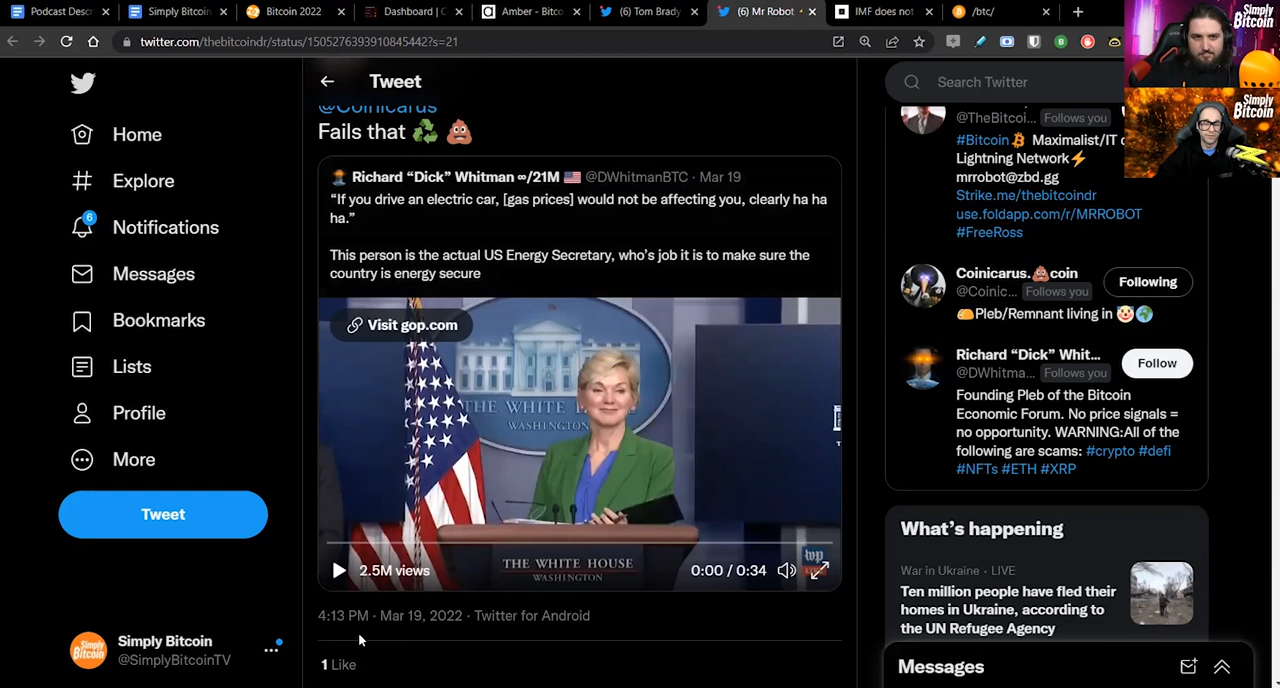 Podcast Descr
Simply Bitcoin
Bitcoin 2022
Dashboard | C
Amber - Bitco
(6) Tom Brady
(6) Mr Robot
IMF does not
/btc/
twitter.com/thebitcoindr/status/1505276393910845442?s=21
Simply
Bitcoin
Simply
Bitcoin
Home
Explore
6
Notifications
Messages
Bookmarks
Lists
Profile
More
Tweet
Simply
Bitcoin
Simply Bitcoin
@SimplyBitcoinTV
Tweet
@Coinicarus
Fails that ♻️ 💩
Richard “Dick” Whitman ∞/21M 🇺🇸 @DWhitmanBTC · Mar 19
“If you drive an electric car, [gas prices] would not be affecting you, clearly ha ha
ha.”
This person is the actual US Energy Secretary, who’s job it is to make sure the
country is energy secure
Visit gop.com
THE WHITE
WASHINGTON
THE WHITE HOUSE
WASHINGTON
wp
2.5M views
0:00 / 0:34
4:13 PM · Mar 19, 2022 · Twitter for Android
1 Like
Search Twitter
@TheBitcoi... Follows you
#Bitcoin ₿ Maximalist/IT
Lightning Network⚡
mrrobot@zbd.gg
Strike.me/thebitcoindr
use.foldapp.com/r/MRROBOT
#FreeRoss
Coinicarus.💩coin
@Coinic... Follows you
Following
🌮Pleb/Remnant living in 🤡🌍
Richard “Dick” Whit...
@DWhitma... Follows you
Follow
Founding Pleb of the Bitcoin
Economic Forum. No price signals =
no opportunity. WARNING:All of the
following are scams: #crypto #defi
#NFTs #ETH #XRP
What’s happening
War in Ukraine · LIVE
Ten million people have fled their
homes in Ukraine, according to
the UN Refugee Agency
Messages